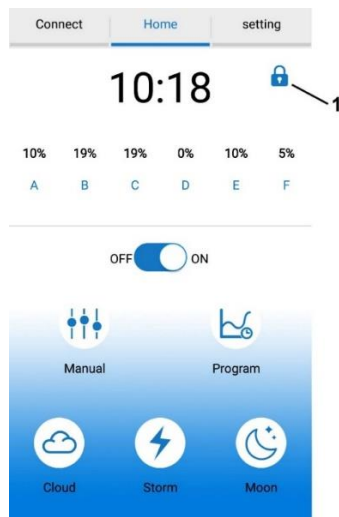 Connect Home setting
10:18
1
10% 19% 19% 0% 10% 5%
A B C D E F
OFF ON
Manual Program
Cloud Storm Moon